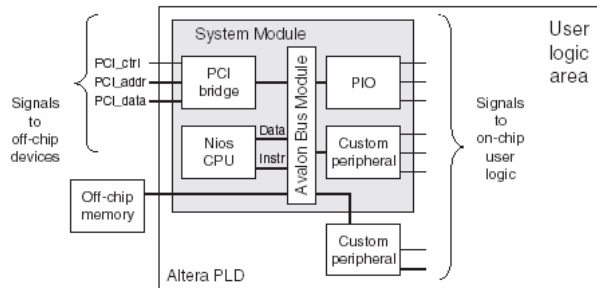 System Module
User
logic
area
PCI_ctrl
PCI_addr
PCI_data
PCI
bridge
PIO
Avalon Bus Module
Signals
to
off-chip
devices
Signals
to
on-chip
user
logic
Nios
CPU
Data
Instr
Custom
peripheral
Off-chip
memory
Custom
peripheral
Altera PLD